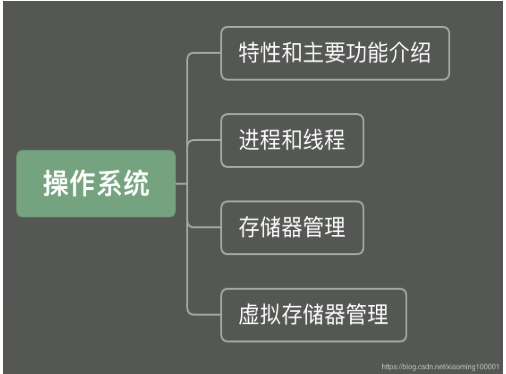 特性和主要功能介绍
进程和线程
操作系统
存储器管理
虚拟存储器管理
https://blog.csdn.net/xiaoming100001